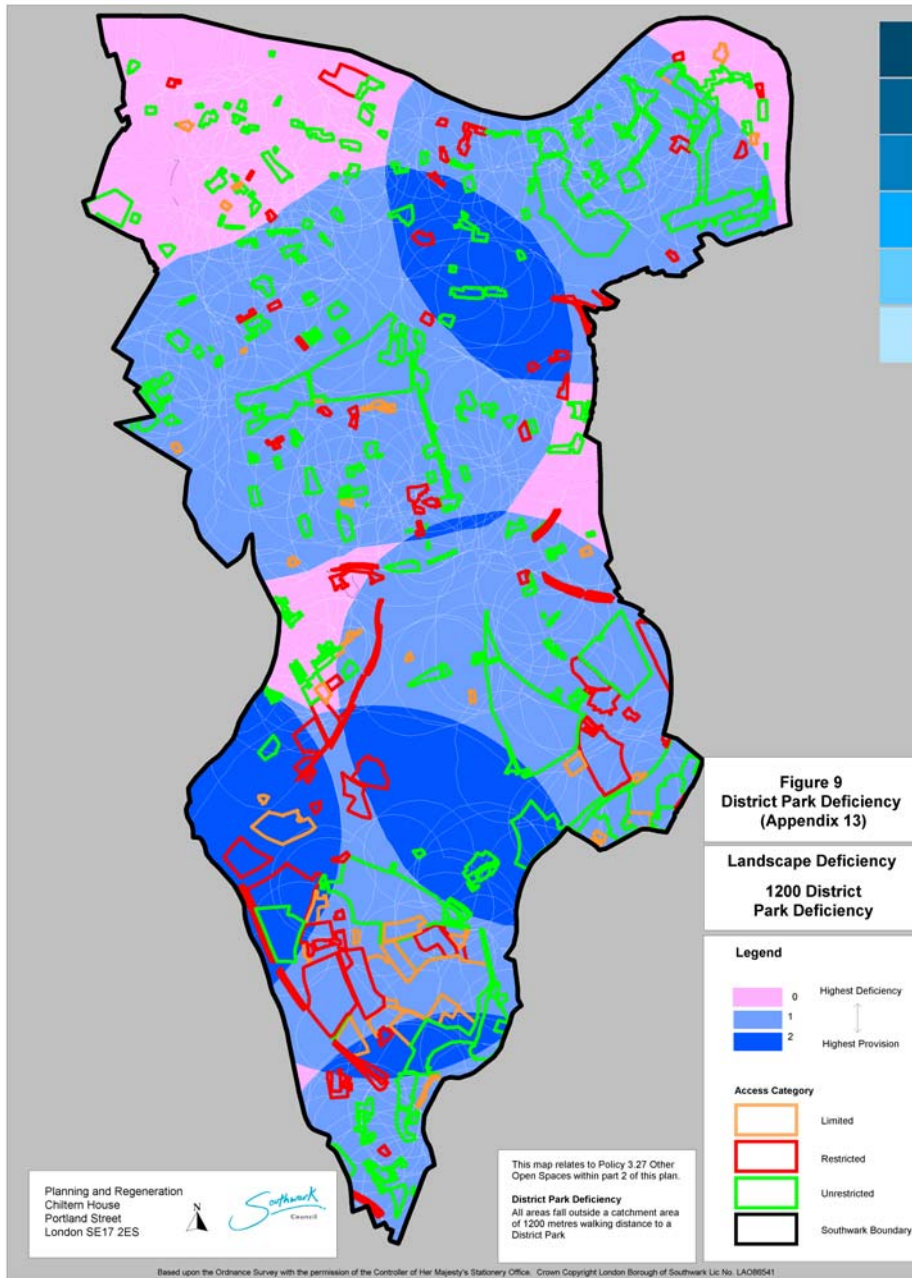 Figure 9
District Park Deficiency
(Appendix 13)
Landscape Deficiency
1200 District
Park Deficiency
Legend
0 Highest Deficiency
1
2 Highest Provision
Access Category
Limited
Restricted
Unrestricted
Southwark Boundary
This map relates to Policy 3.27 Other
Open Spaces within part 2 of this plan.
District Park Deficiency
All areas fall outside a catchment area
of 1200 metres walking distance to a
District Park
Planning and Regeneration
Chiltern House
Portland Street
London SE17 2ES
N
Southwark
Council
Based upon the Ordnance Survey with the permission of the Controller of Her Majesty's Stationery Office. Crown Copyright London Borough of Southwark Lic No. LAO86541